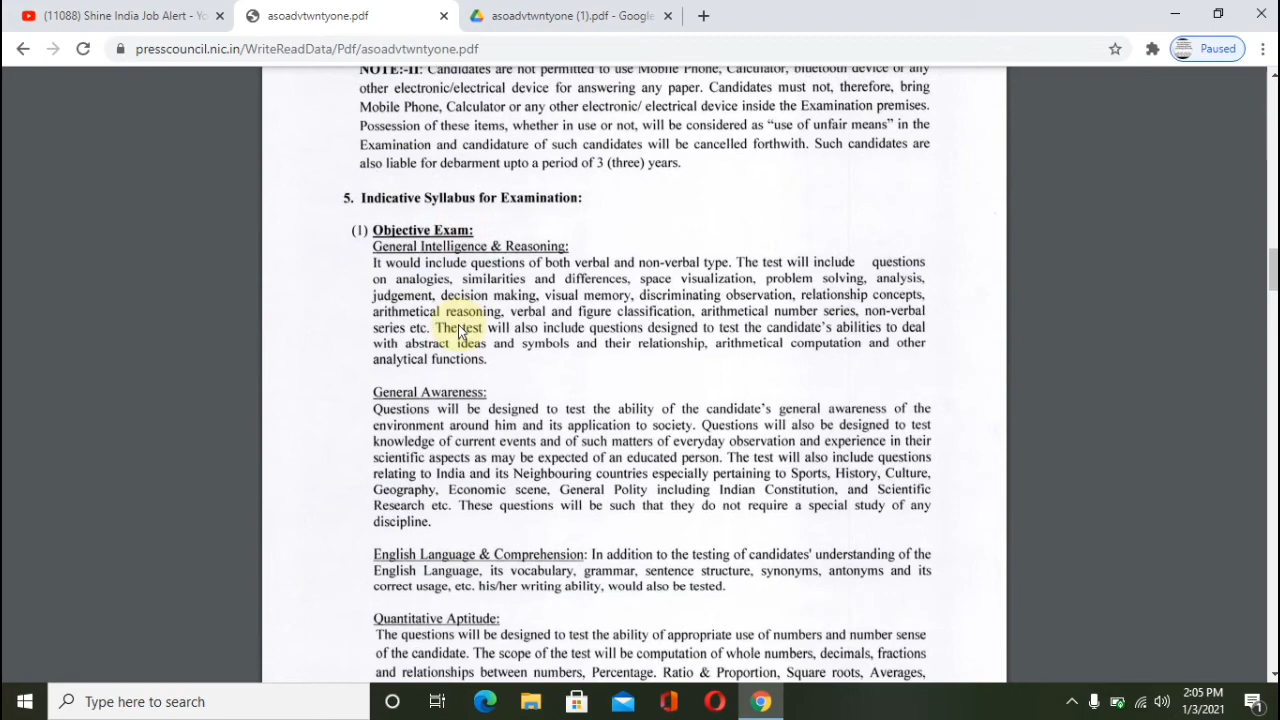 (11088) Shine India Job Alert - Yo
asoadvtwntyone.pdf
asoadvtwntyone (1).pdf - Google
presscouncil.nic.in/WriteReadData/Pdf/asoadvtwntyone.pdf
Paused
NOTE:-II: Candidates are not permitted to use Mobile Phone, Calculator, bluetooth device or any
other electronic/electrical device for answering any paper. Candidates must not, therefore, bring
Mobile Phone, Calculator or any other electronic/ electrical device inside the Examination premises.
Possession of these items, whether in use or not, will be considered as “use of unfair means” in the
Examination and candidature of such candidates will be cancelled forthwith. Such candidates are
also liable for debarment upto a period of 3 (three) years.
5. Indicative Syllabus for Examination:
(1) Objective Exam:
General Intelligence & Reasoning:
It would include questions of both verbal and non-verbal type. The test will include questions
on analogies, similarities and differences, space visualization, problem solving, analysis,
judgement, decision making, visual memory, discriminating observation, relationship concepts,
arithmetical reasoning, verbal and figure classification, arithmetical number series, non-verbal
series etc. The test will also include questions designed to test the candidate’s abilities to deal
with abstract ideas and symbols and their relationship, arithmetical computation and other
analytical functions.
General Awareness:
Questions will be designed to test the ability of the candidate’s general awareness of the
environment around him and its application to society. Questions will also be designed to test
knowledge of current events and of such matters of everyday observation and experience in their
scientific aspects as may be expected of an educated person. The test will also include questions
relating to India and its Neighbouring countries especially pertaining to Sports, History, Culture,
Geography, Economic scene, General Polity including Indian Constitution, and Scientific
Research etc. These questions will be such that they do not require a special study of any
discipline.
English Language & Comprehension: In addition to the testing of candidates' understanding of the
English Language, its vocabulary, grammar, sentence structure, synonyms, antonyms and its
correct usage, etc. his/her writing ability, would also be tested.
Quantitative Aptitude:
The questions will be designed to test the ability of appropriate use of numbers and number sense
of the candidate. The scope of the test will be computation of whole numbers, decimals, fractions
and relationships between numbers, Percentage. Ratio & Proportion, Square roots, Averages,
Type here to search
2:05 PM
1/3/2021